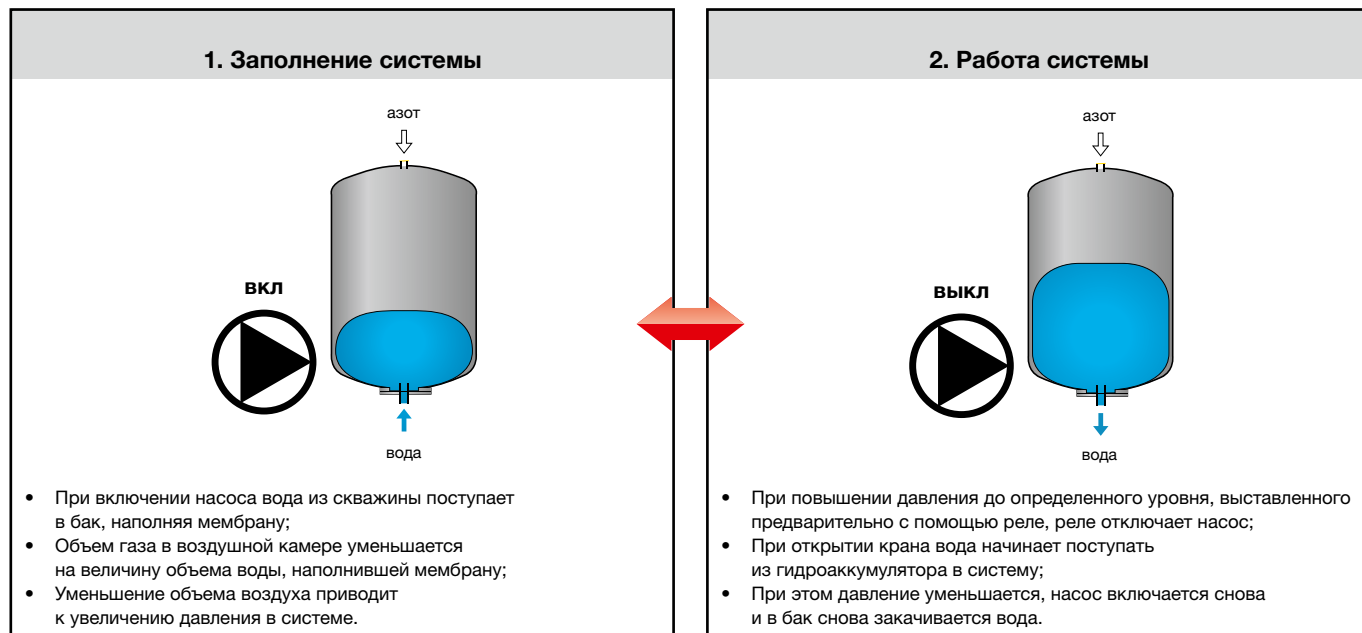 1. Заполнение системы
азот
вкл
вода
• При включении насоса вода из скважины поступает
в бак, наполняя мембрану;
• Объем газа в воздушной камере уменьшается
на величину объема воды, наполнившей мембрану;
• Уменьшение объема воздуха приводит
к увеличению давления в системе.
2. Работа системы
азот
выкл
вода
• При повышении давления до определенного уровня, выставленного
предварительно с помощью реле, реле отключает насос;
• При открытии крана вода начинает поступать
из гидроаккумулятора в систему;
• При этом давление уменьшается, насос включается снова
и в бак снова закачивается вода.